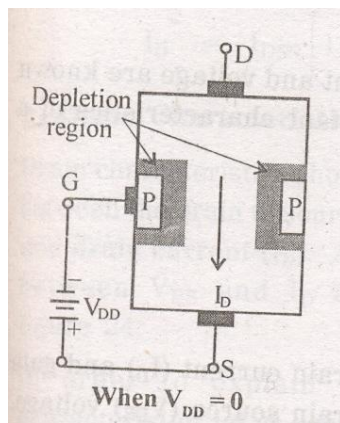 D
Depletion
region
G
P
P
I_D
V_DD
S
When V_DD = 0